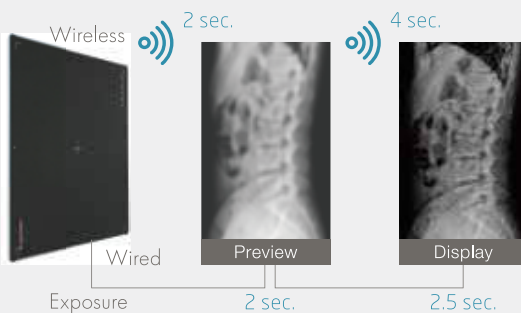 Wireless
2 sec.
4 sec.
Preview
Display
Wired
Exposure
2 sec.
2.5 sec.